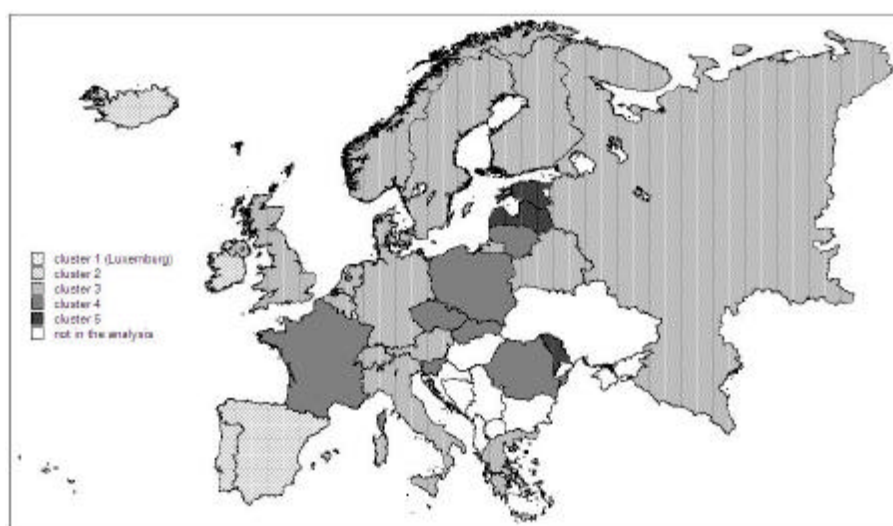 cluster 1 (Luxemburg)
cluster 2
cluster 3
cluster 4
cluster 5
not in the analysis